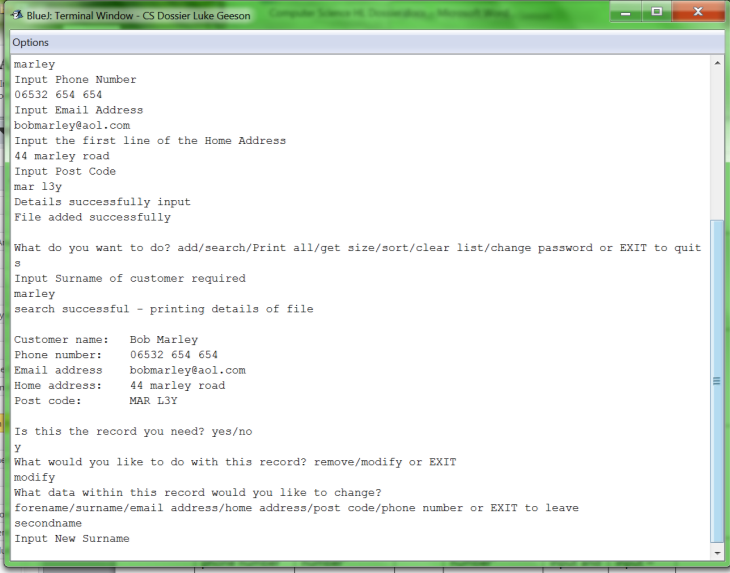 BlueJ: Terminal Window - CS Dossier Luke Geeson
Options
marley
Input Phone Number
06532 654 654
Input Email Address
bobmarley@aol.com
Input the first line of the Home Address
44 marley road
Input Post Code
mar l3y
Details successfully input
File added successfully
What do you want to do? add/search/Print all/get size/sort/clear list/change password or EXIT to quit
s
Input Surname of customer required
marley
search successful - printing details of file
Customer name: Bob Marley
Phone number: 06532 654 654
Email address bobmarley@aol.com
Home address: 44 marley road
Post code: MAR L3Y
Is this the record you need? yes/no
y
What would you like to do with this record? remove/modify or EXIT
modify
What data within this record would you like to change?
forename/surname/email address/home address/post code/phone number or EXIT to leave
secondname
Input New Surname